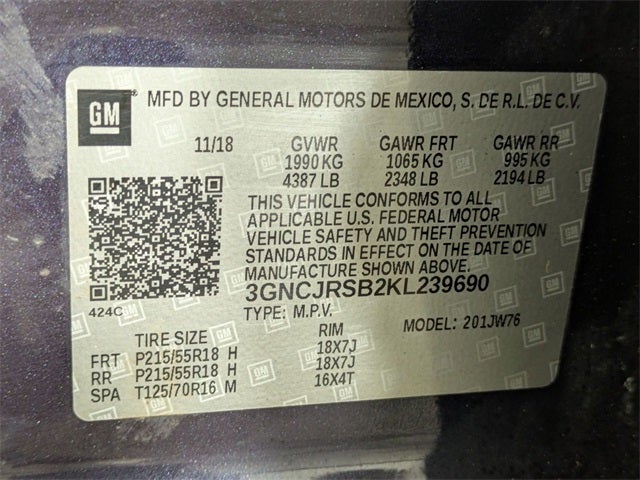 GM
MFD BY GENERAL MOTORS DE MEXICO, S. DE R.L. DE C.V.
11/18 GVWR GAWR FRT GAWR RR
1990 KG 1065 KG 995 KG
4387 LB 2348 LB 2194 LB
THIS VEHICLE CONFORMS TO ALL
APPLICABLE U.S. FEDERAL MOTOR
VEHICLE SAFETY AND THEFT PREVENTION
STANDARDS IN EFFECT ON THE DATE OF
MANUFACTURE SHOWN ABOVE.
424C 3GNCJRSB2KL239690
TYPE: M.P.V. MODEL: 201JW76
TIRE SIZE RIM
FRT P215/55R18 H 18X7J
RR P215/55R18 H 18X7J
SPA T125/70R16 M 16X4T